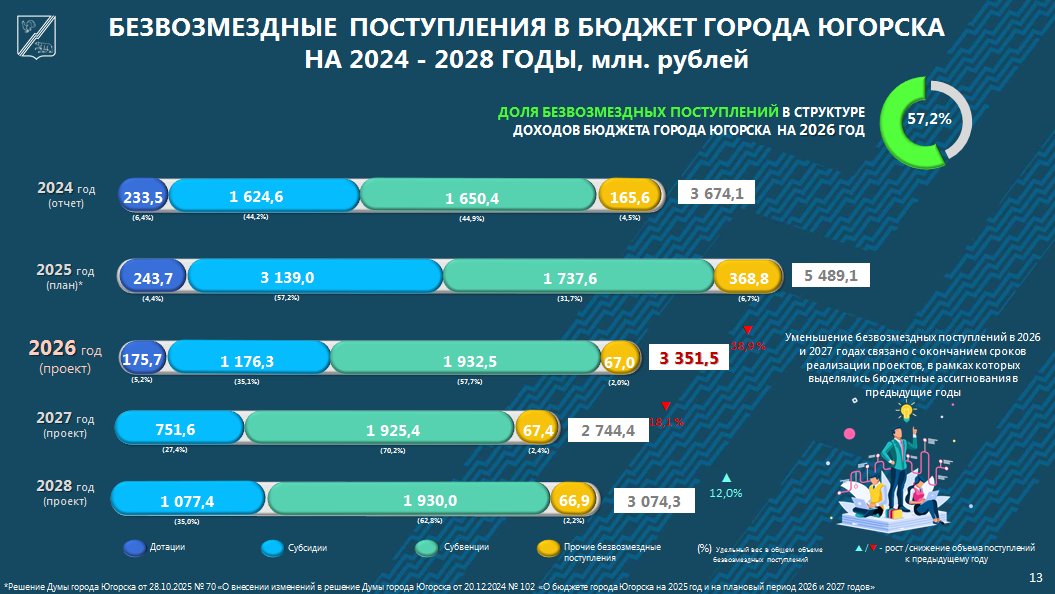 БЕЗВОЗМЕЗДНЫЕ ПОСТУПЛЕНИЯ В БЮДЖЕТ ГОРОДА ЮГОРСКА
НА 2024 - 2028 ГОДЫ, млн. рублей
ДОЛЯ БЕЗВОЗМЕЗДНЫХ ПОСТУПЛЕНИЙ В СТРУКТУРЕ
ДОХОДОВ БЮДЖЕТА ГОРОДА ЮГОРСКА НА 2026 ГОД
57,2%
2024 год
(отчет)
233,5 1 624,6 1 650,4 165,6 3 674,1
(6,4%) (44,2%) (44,9%) (4,5%)
2025 год
(план)*
243,7 3 139,0 1 737,6 368,8 5 489,1
(4,4%) (57,2%) (31,7%) (6,7%)
2026 год
(проект)
175,7 1 176,3 1 932,5 67,0 3 351,5
▼ 38,9%
(5,2%) (35,1%) (57,7%) (2,0%)
Уменьшение безвозмездных поступлений в 2026
и 2027 годах связано с окончанием сроков
реализации проектов, в рамках которых
выделялись бюджетные ассигнования в
предыдущие годы
2027 год
(проект)
751,6 1 925,4 67,4 2 744,4
▼ 18,1%
(27,4%) (70,2%) (2,4%)
2028 год
(проект)
1 077,4 1 930,0 66,9 3 074,3
▲ 12,0%
(35,0%) (62,8%) (2,2%)
Дотации
Субсидии
Субвенции
Прочие безвозмездные
поступления
(%) Удельный вес в общем объеме
безвозмездных поступлений
▲/▼ - рост /снижение объема поступлений
к предыдущему году
*Решение Думы города Югорска от 28.10.2025 № 70 «О внесении изменений в решение Думы города Югорска от 20.12.2024 № 102 «О бюджете города Югорска на 2025 год и на плановый период 2026 и 2027 годов»
13